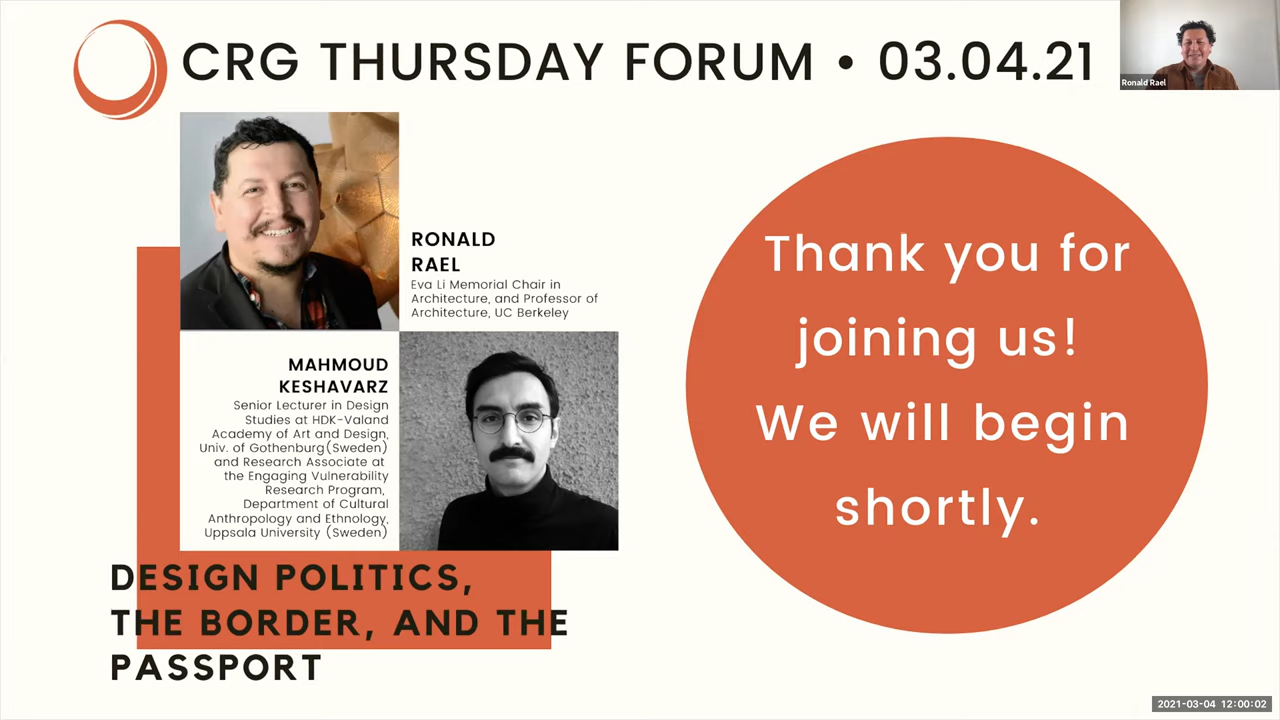 CRG THURSDAY FORUM • 03.04.21
Ronald Rael
RONALD
RAEL
Eva Li Memorial Chair in
Architecture, and Professor of
Architecture, UC Berkeley
MAHMOUD
KESHAVARZ
Senior Lecturer in Design
Studies at HDK-Valand
Academy of Art and Design,
Univ. of Gothenburg(Sweden)
and Research Associate at
the Engaging Vulnerability
Research Program,
Department of Cultural
Anthropology and Ethnology,
Uppsala University (Sweden)
DESIGN POLITICS,
THE BORDER, AND THE
PASSPORT
Thank you for
joining us!
We will begin
shortly.
2021-03-04 12:00:02